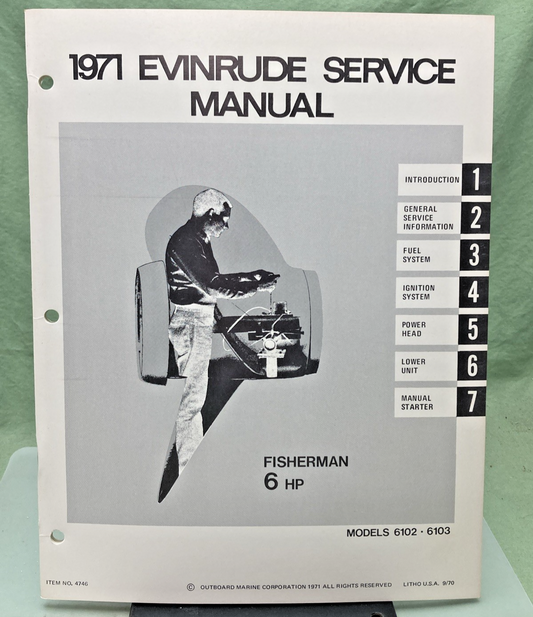 1971 EVINRUDE SERVICE
MANUAL
INTRODUCTION 1
GENERAL
SERVICE
INFORMATION 2
FUEL
SYSTEM 3
IGNITION
SYSTEM 4
POWER
HEAD 5
LOWER
UNIT 6
MANUAL
STARTER 7
FISHERMAN
6 HP
MODELS 6102 · 6103
ITEM NO. 4746
© OUTBOARD MARINE CORPORATION 1971 ALL RIGHTS RESERVED
LITHO U.S.A. 9/70